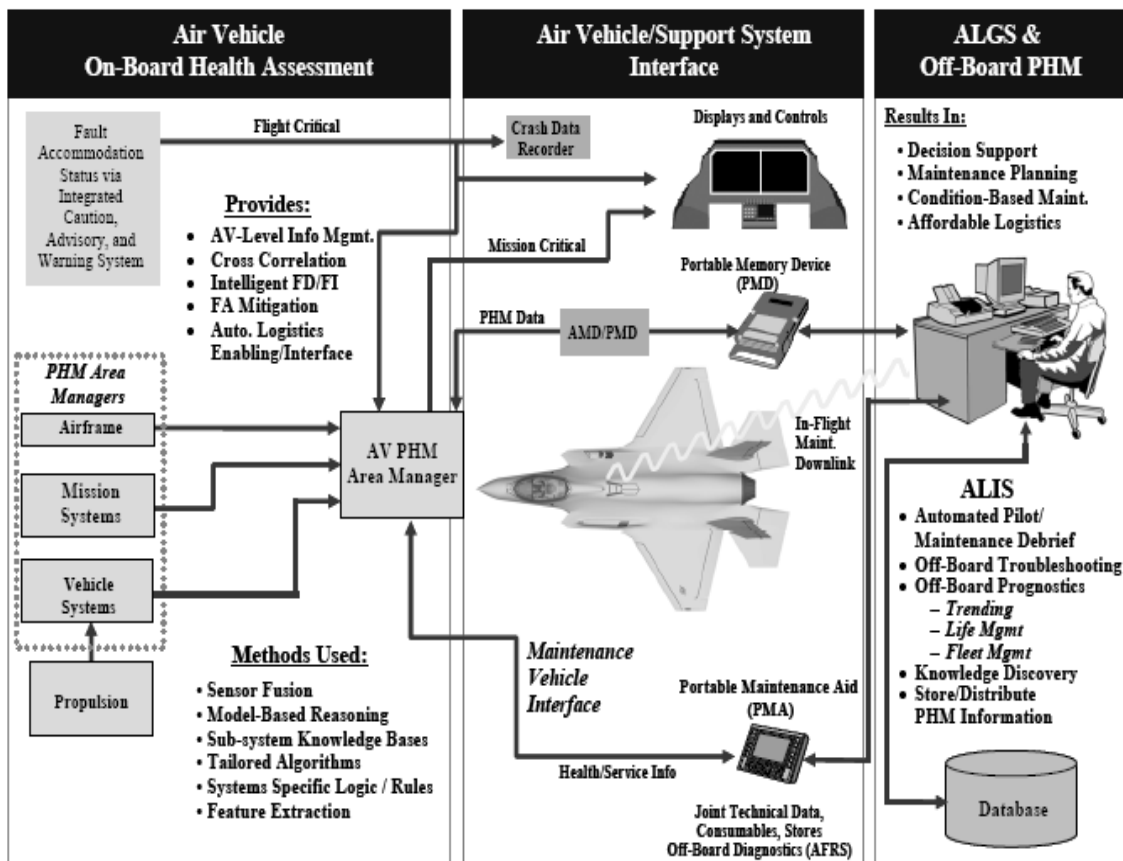 Air Vehicle
On-Board Health Assessment
Air Vehicle/Support System
Interface
ALGS &
Off-Board PHM
Fault
Accommodation
Status via
Integrated
Caution,
Advisory, and
Warning System
Flight Critical
Provides:
• AV-Level Info Mgmt.
• Cross Correlation
• Intelligent FD/FI
• FA Mitigation
• Auto. Logistics
Enabling/Interface
PHM Area
Managers
Airframe
Mission
Systems
Vehicle
Systems
Propulsion
AV PHM
Area Manager
Methods Used:
• Sensor Fusion
• Model-Based Reasoning
• Sub-system Knowledge Bases
• Tailored Algorithms
• Systems Specific Logic / Rules
• Feature Extraction
Crash Data
Recorder
Displays and Controls
Mission Critical
Portable Memory Device
(PMD)
PHM Data
AMD/PMD
In-Flight
Maint.
Downlink
Maintenance
Vehicle
Interface
Portable Maintenance Aid
(PMA)
Health/Service Info
Joint Technical Data,
Consumables, Stores
Off-Board Diagnostics (AFRS)
Results In:
• Decision Support
• Maintenance Planning
• Condition-Based Maint.
• Affordable Logistics
ALIS
• Automated Pilot/
Maintenance Debrief
• Off-Board Troubleshooting
• Off-Board Prognostics
– Trending
– Life Mgmt
– Fleet Mgmt
• Knowledge Discovery
• Store/Distribute
PHM Information
Database